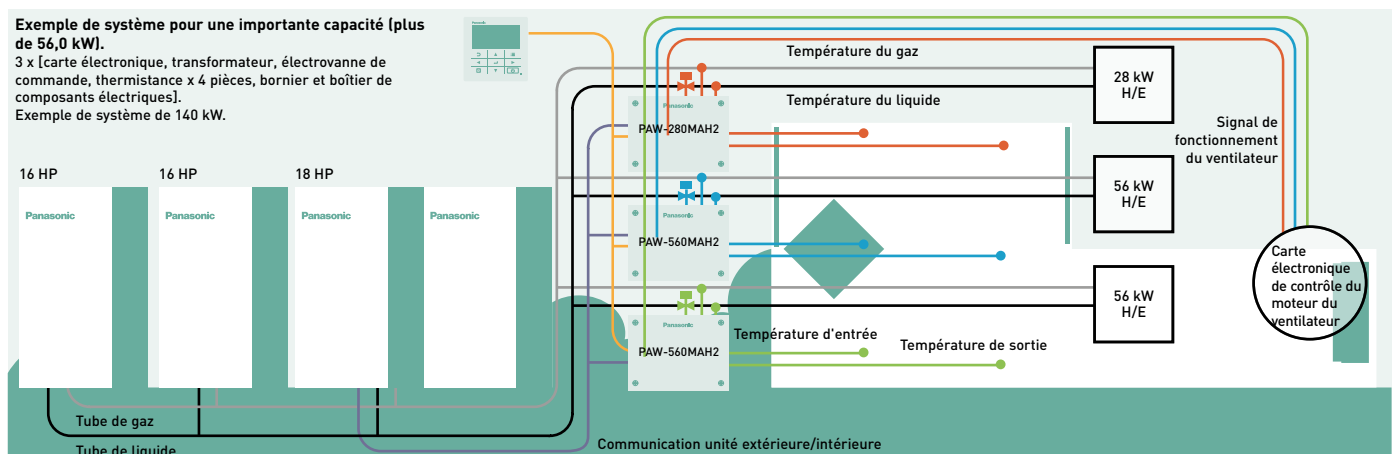 Exemple de système pour une importante capacité (plus
de 56,0 kW).
3 x [carte électronique, transformateur, électrovanne de
commande, thermistance x 4 pièces, bornier et boîtier de
composants électriques].
Exemple de système de 140 kW.
16 HP
16 HP
18 HP
Panasonic
Panasonic
Panasonic
Panasonic
Tube de gaz
Tube de liquide
Communication unité extérieure/intérieure
Panasonic
PAW-280MAH2
Panasonic
PAW-560MAH2
Panasonic
PAW-560MAH2
Température du gaz
Température du liquide
Température d'entrée
Température de sortie
28 kW
H/E
56 kW
H/E
56 kW
H/E
Signal de
fonctionnement
du ventilateur
Carte
électronique
de contrôle du
moteur du
ventilateur